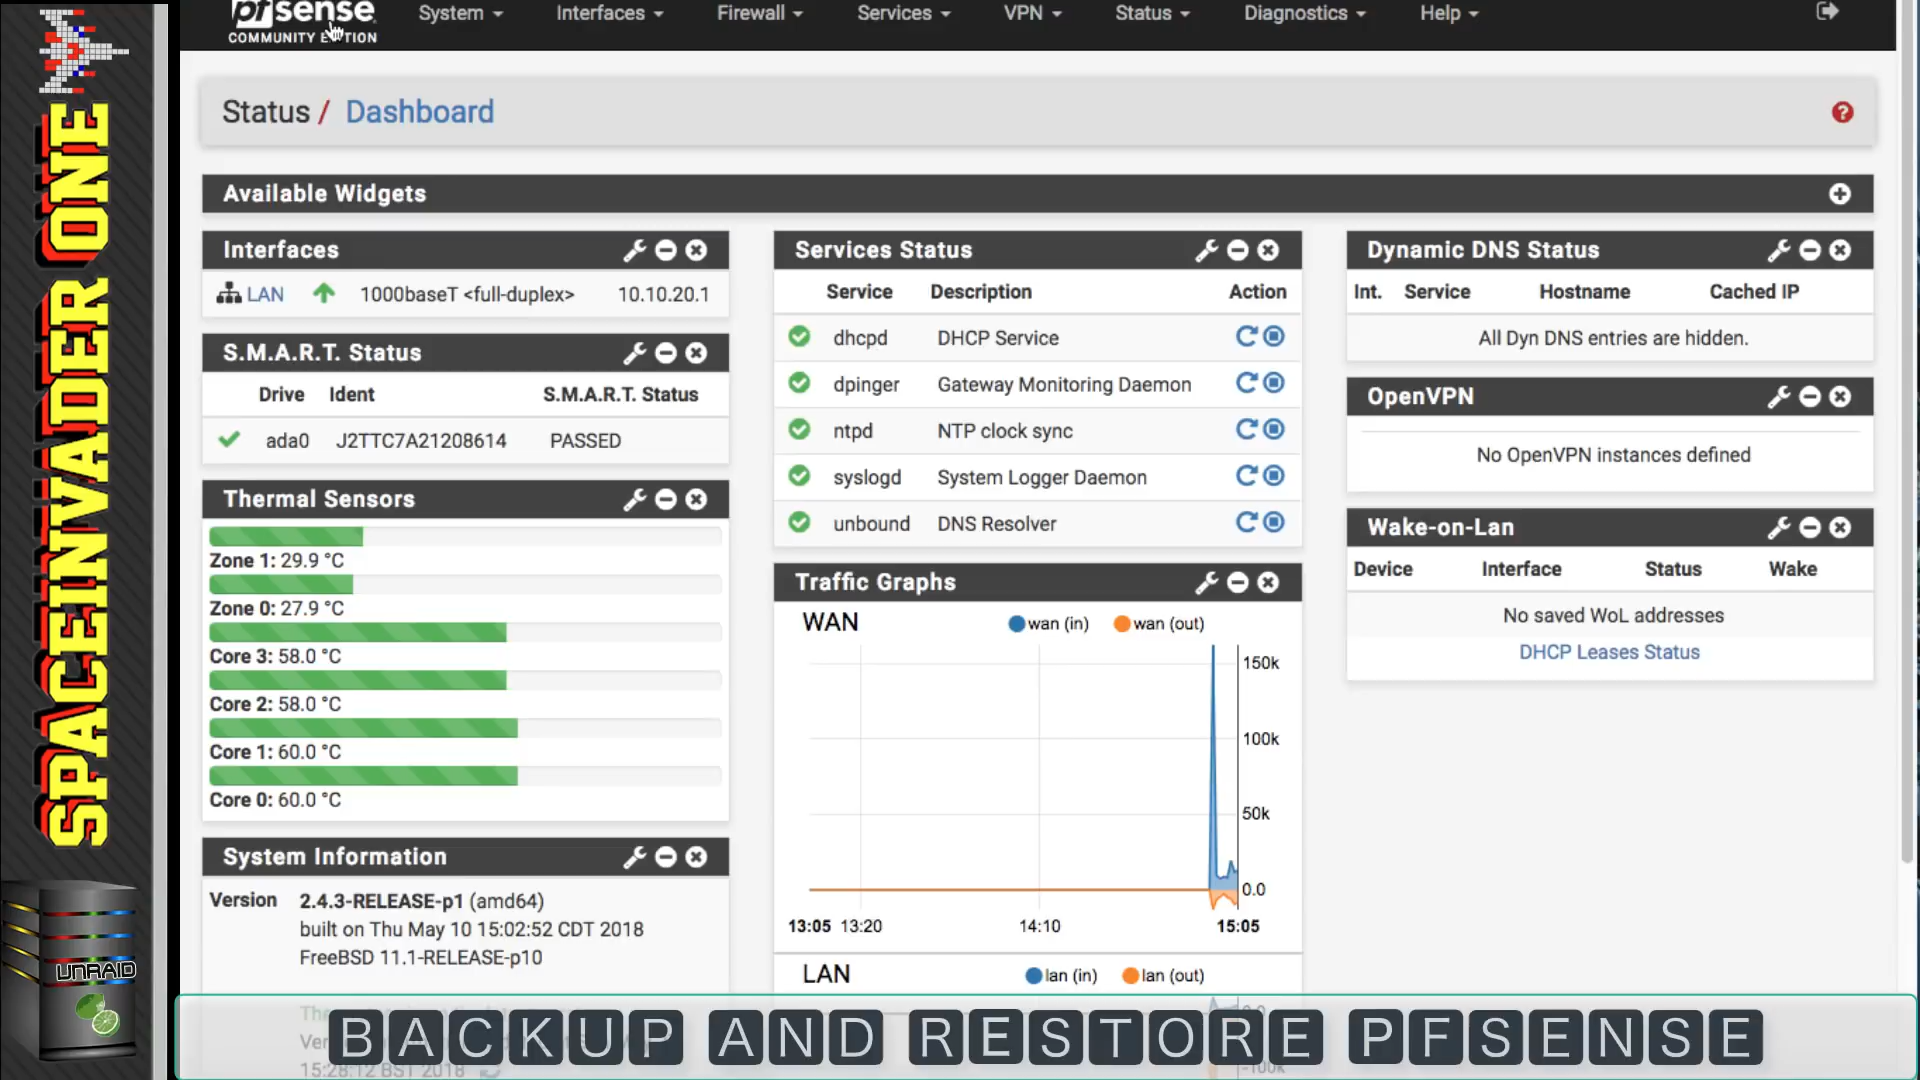 SPACEINVADER ONE
UNRAID
pfsense
COMMUNITY EDITION
System
Interfaces
Firewall
Services
VPN
Status
Diagnostics
Help
Status / Dashboard
Available Widgets
Interfaces
LAN 1000baseT <full-duplex> 10.10.20.1
S.M.A.R.T. Status
Drive Ident S.M.A.R.T. Status
ada0 J2TTC7A21208614 PASSED
Thermal Sensors
Zone 1: 29.9 °C
Zone 0: 27.9 °C
Core 3: 58.0 °C
Core 2: 58.0 °C
Core 1: 60.0 °C
Core 0: 60.0 °C
System Information
Version 2.4.3-RELEASE-p1 (amd64)
built on Thu May 10 15:02:52 CDT 2018
FreeBSD 11.1-RELEASE-p10
15:28:12 BST 2018
Services Status
Service Description Action
dhcpd DHCP Service
dpinger Gateway Monitoring Daemon
ntpd NTP clock sync
syslogd System Logger Daemon
unbound DNS Resolver
Traffic Graphs
WAN wan (in) wan (out)
150k
100k
50k
0.0
13:05 13:20 14:10 15:05
LAN lan (in) lan (out)
-100k
Dynamic DNS Status
Int. Service Hostname Cached IP
All Dyn DNS entries are hidden.
OpenVPN
No OpenVPN instances defined
Wake-on-Lan
Device Interface Status Wake
No saved WoL addresses
DHCP Leases Status
BACKUP AND RESTORE PFSENSE